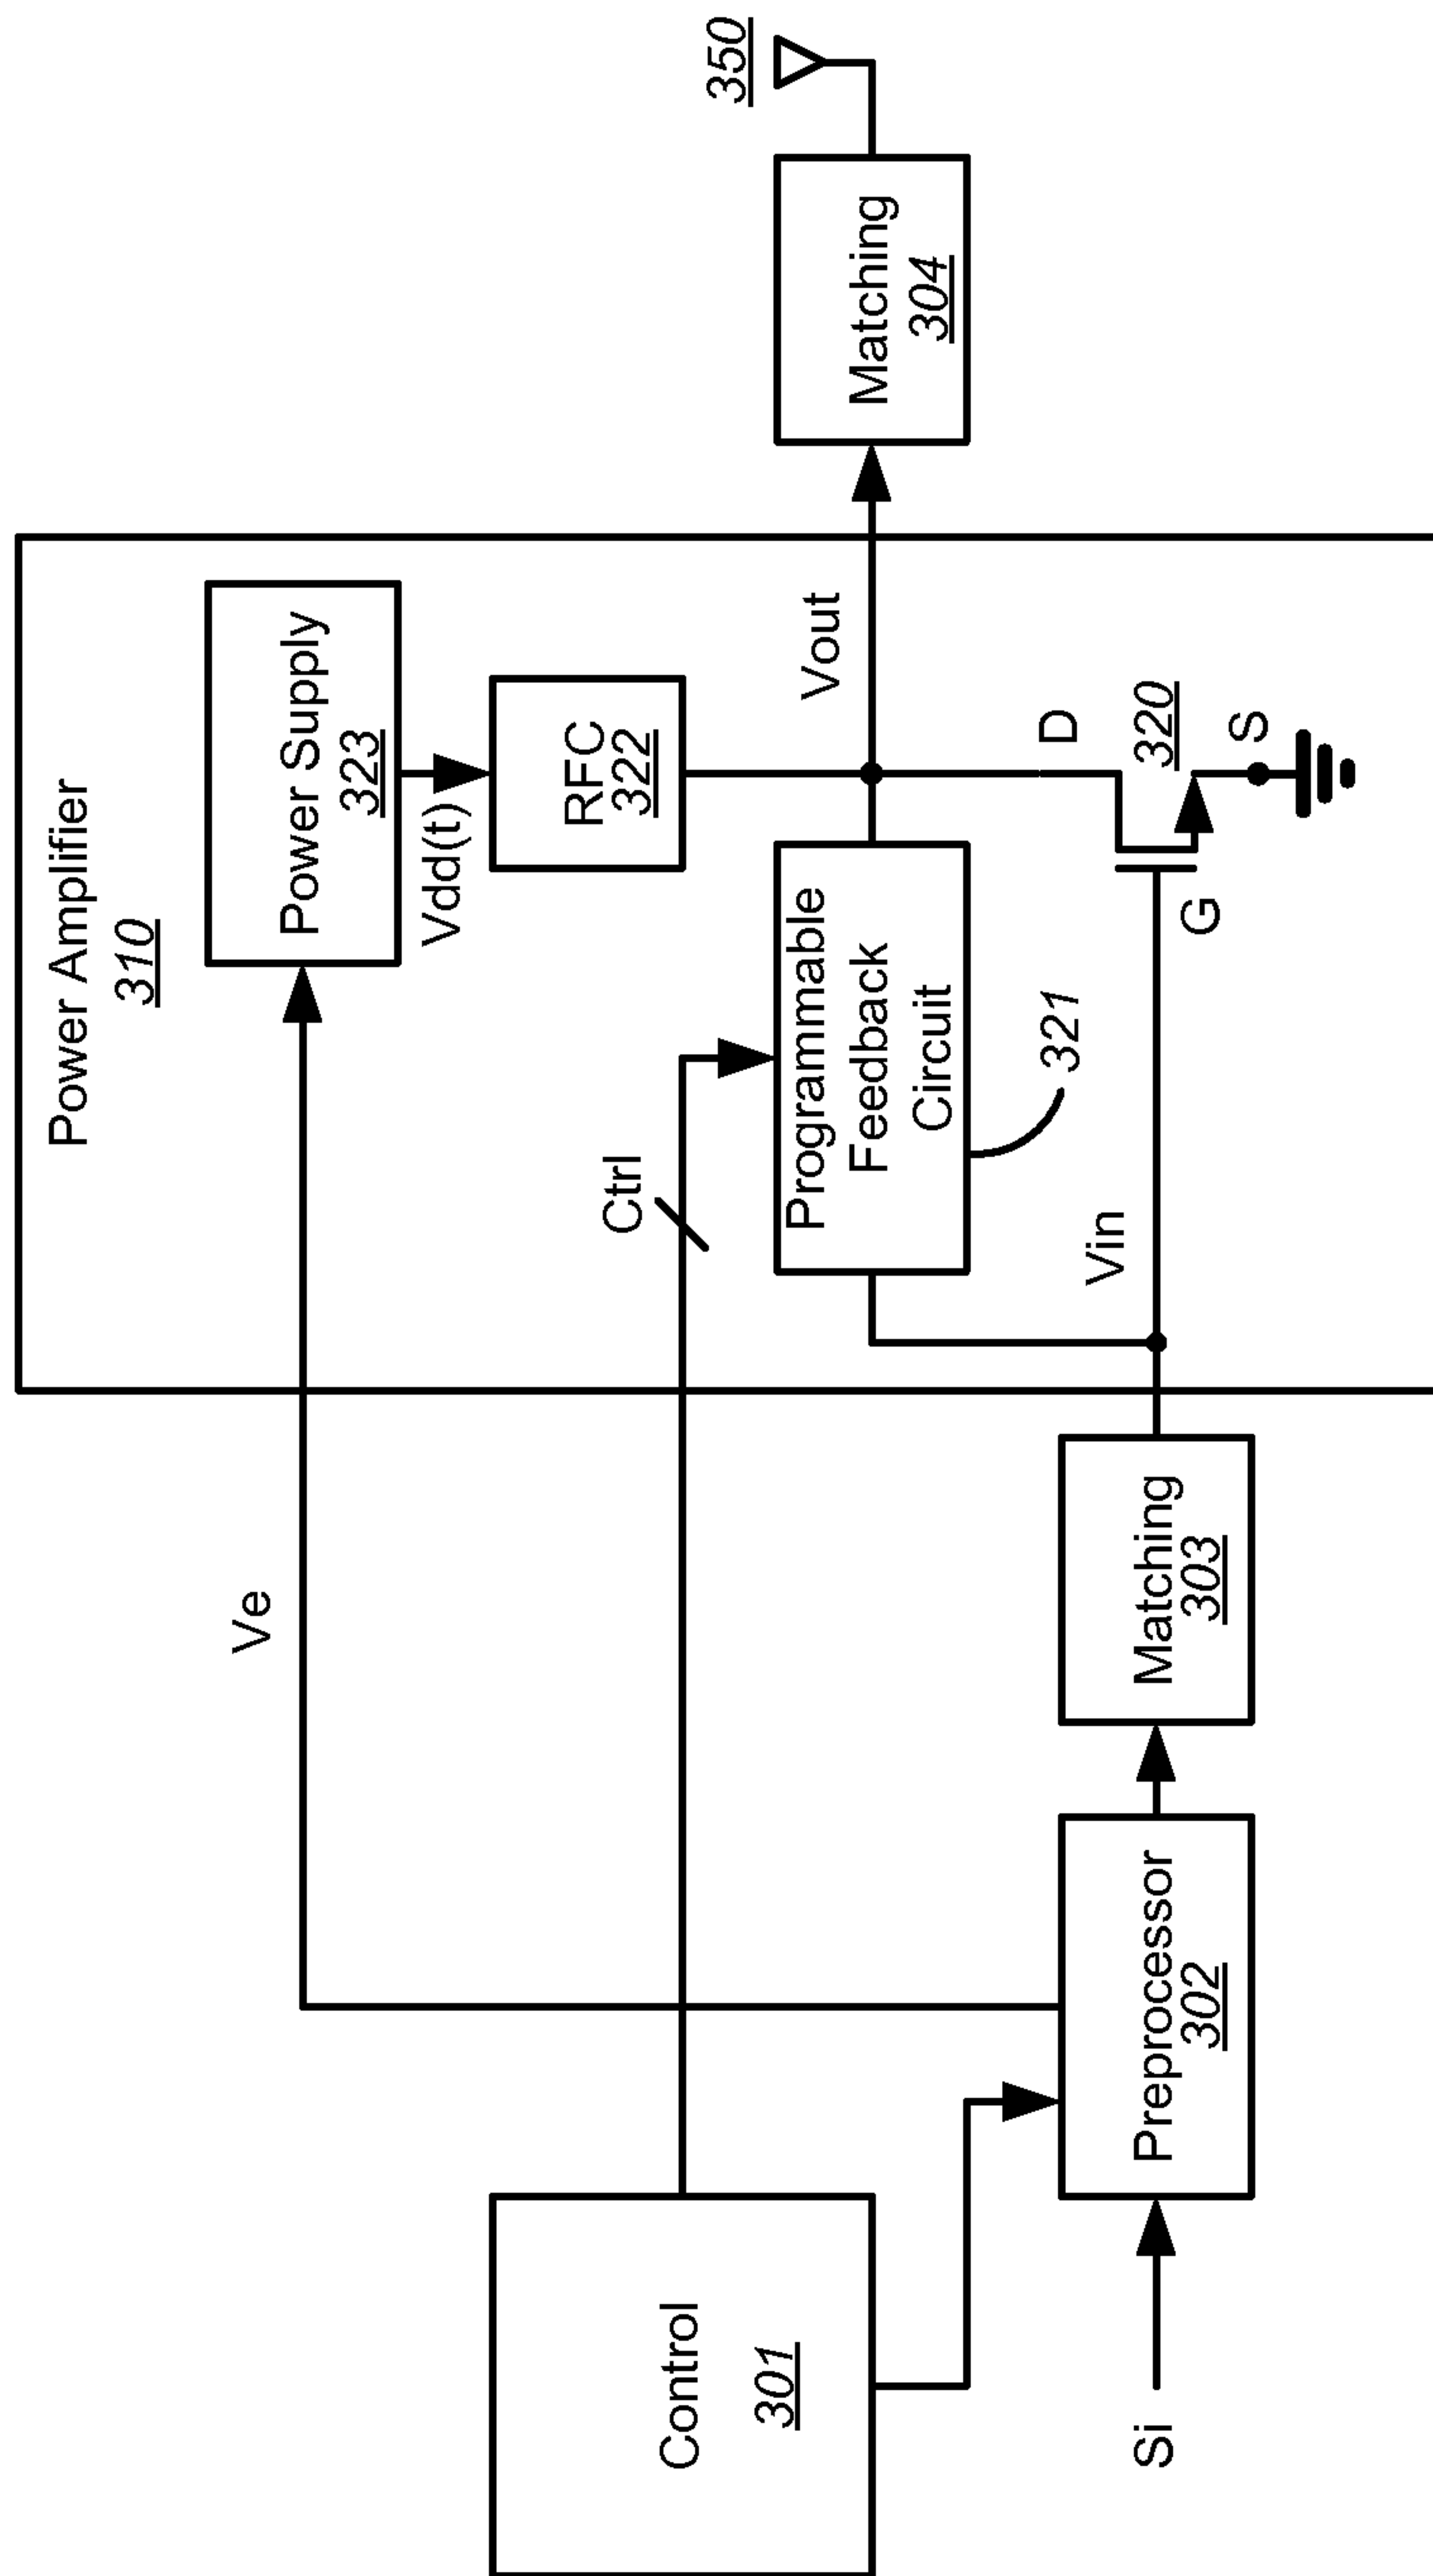 Power Amplifier
310
Power Supply
323
Ve
Vdd(t)
RFC
322
Ctrl
Control
301
Programmable
Feedback
Circuit
321
Vout
Matching
304
350
Vin
D
320
G
S
Si
Preprocessor
302
Matching
303